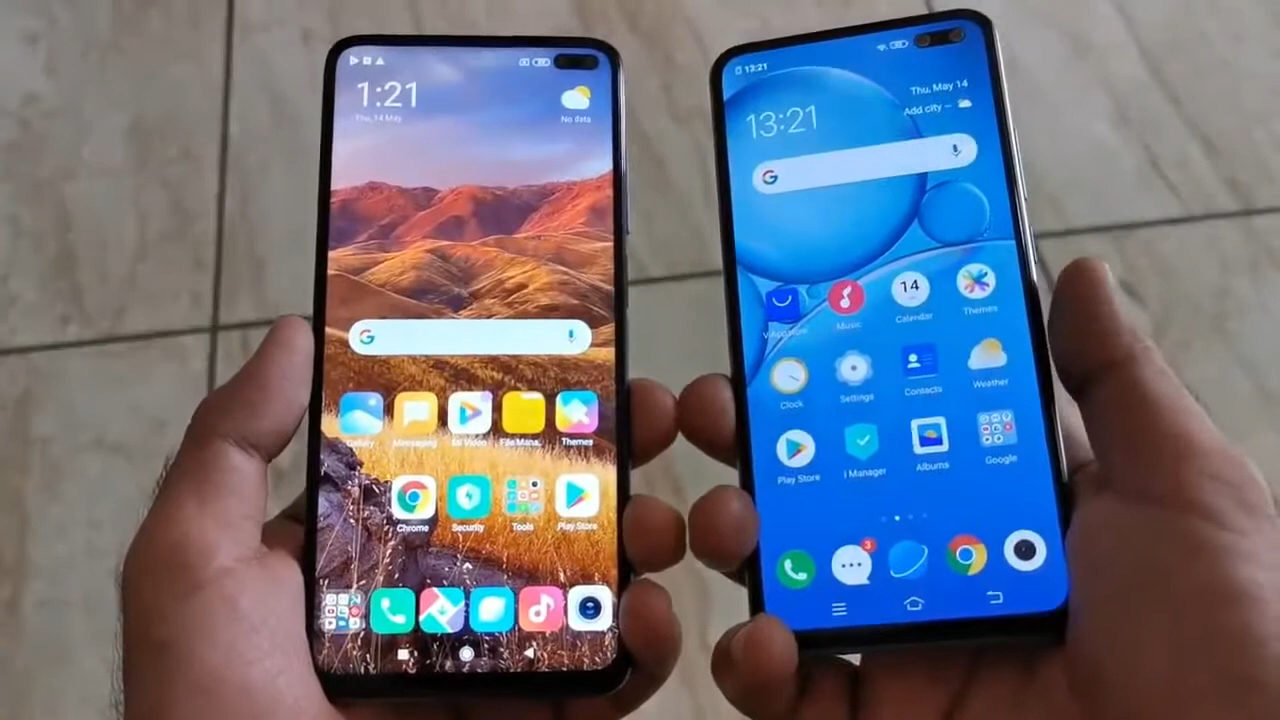 1:21
Thu, 14 May
No data
Gallery
Messaging
Mi Video
File Mana..
Themes
Chrome
Security
Tools
Play Store
13:21
13:21
Thu, May 14
Add city
14
Music
Calendar
Themes
Clock
Settings
Contacts
Weather
Play Store
i Manager
Albums
Google
3